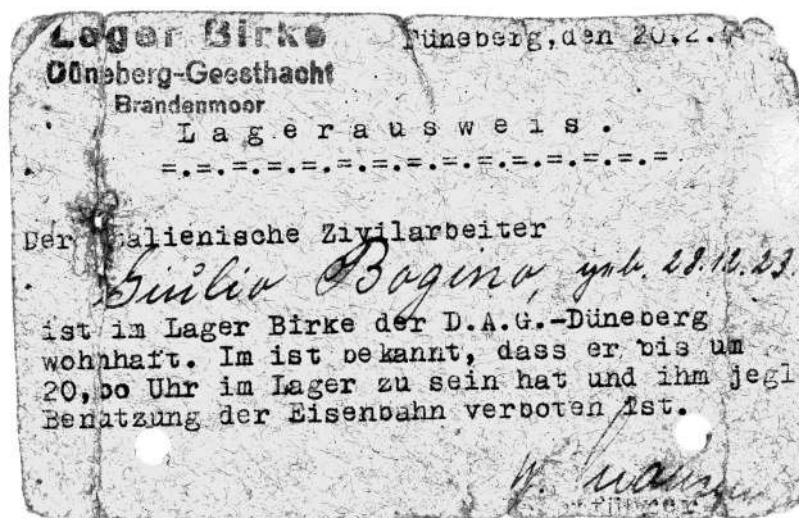 Lager Birke
Düneberg-Geesthacht
Brandenmoor
Düneberg, den 20.2.
L a g e r a u s w e i s .
=.=.=.=.=.=.=.=.=.=.=.=.=.=
Der italienische Zivilarbeiter
Giulio Bogino, geb. 28.12.23.
ist im Lager Birke der D.A.G.-Düneberg
wohnhaft. Im ist bekannt, dass er bis um
20,oo Uhr im Lager zu sein hat und ihm jegl
Benutzung der Eisenbahn verboten ist.